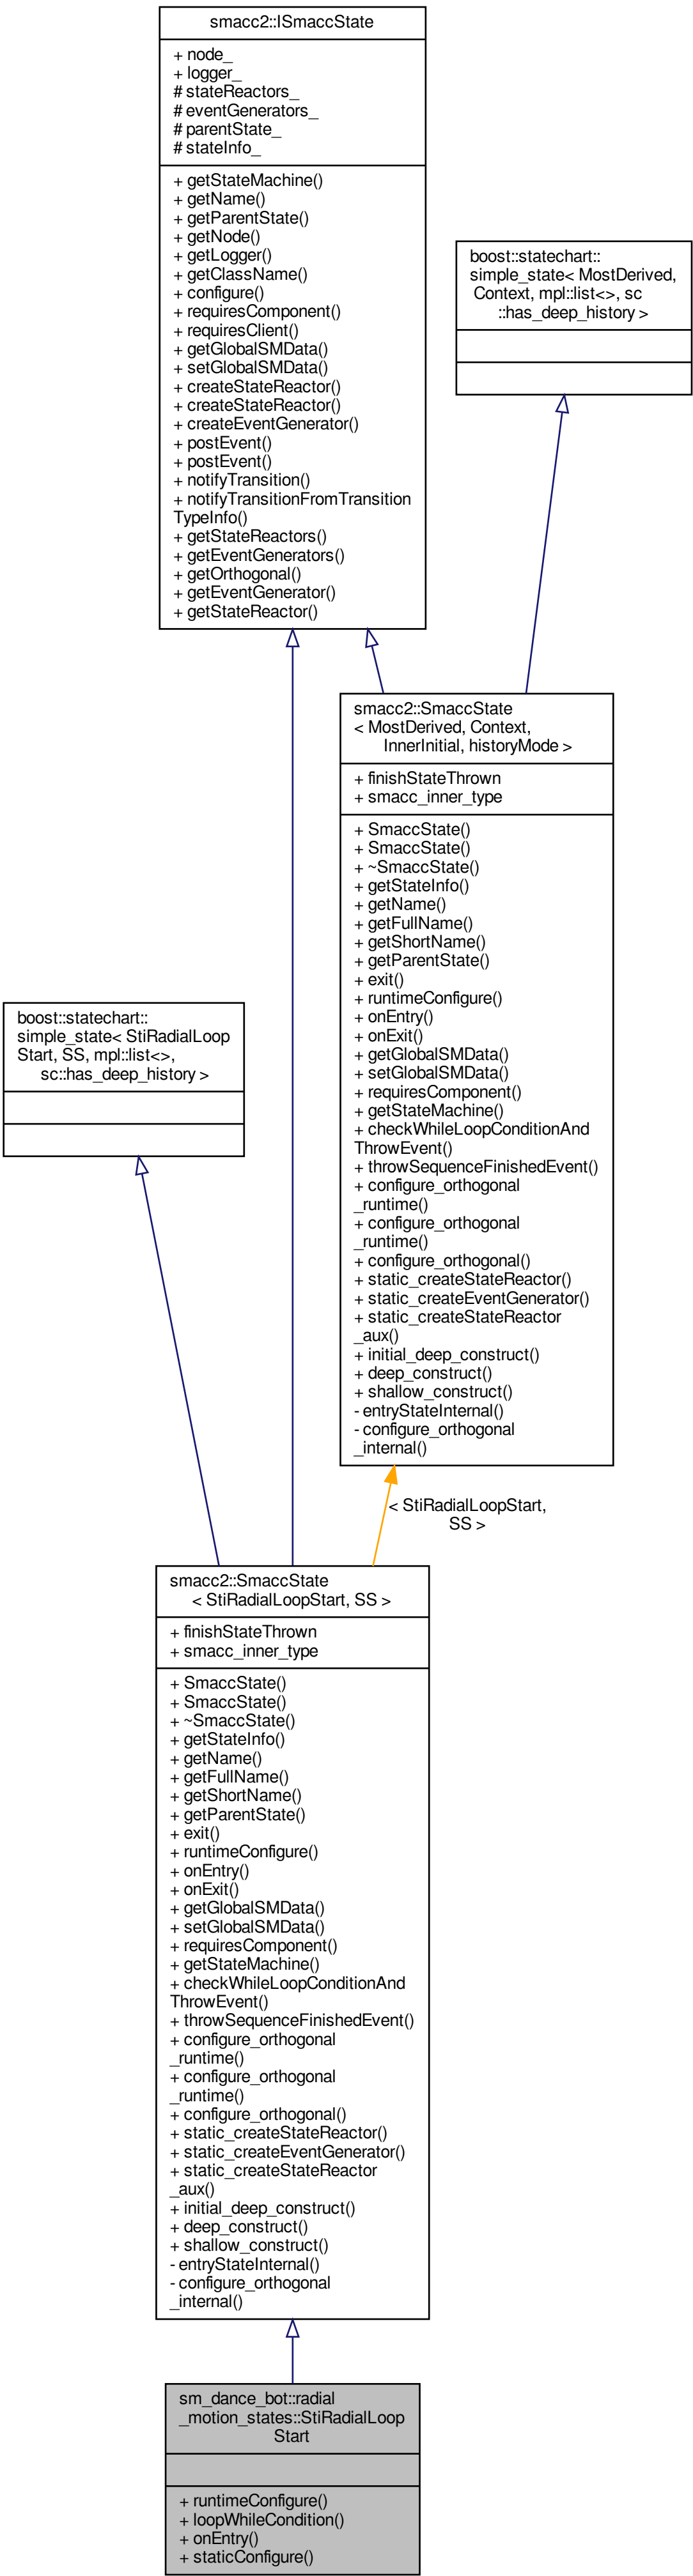 smacc2::ISmaccState
+ node_
+ logger_
# stateReactors_
# eventGenerators_
# parentState_
# stateInfo_
+ getStateMachine()
+ getName()
+ getParentState()
+ getNode()
+ getLogger()
+ getClassName()
+ configure()
+ requiresComponent()
+ requiresClient()
+ getGlobalSMData()
+ setGlobalSMData()
+ createStateReactor()
+ createStateReactor()
+ createEventGenerator()
+ postEvent()
+ postEvent()
+ notifyTransition()
+ notifyTransitionFromTransition
TypeInfo()
+ getStateReactors()
+ getEventGenerators()
+ getOrthogonal()
+ getEventGenerator()
+ getStateReactor()
boost::statechart::
simple_state< MostDerived,
Context, mpl::list<>, sc
::has_deep_history >
smacc2::SmaccState
< MostDerived, Context,
InnerInitial, historyMode >
+ finishStateThrown
+ smacc_inner_type
+ SmaccState()
+ SmaccState()
+ ~SmaccState()
+ getStateInfo()
+ getName()
+ getFullName()
+ getShortName()
+ getParentState()
+ exit()
+ runtimeConfigure()
+ onEntry()
+ onExit()
+ getGlobalSMData()
+ setGlobalSMData()
+ requiresComponent()
+ getStateMachine()
+ checkWhileLoopConditionAnd
ThrowEvent()
+ throwSequenceFinishedEvent()
+ configure_orthogonal
_runtime()
+ configure_orthogonal
_runtime()
+ configure_orthogonal()
+ static_createStateReactor()
+ static_createEventGenerator()
+ static_createStateReactor
_aux()
+ initial_deep_construct()
+ deep_construct()
+ shallow_construct()
- entryStateInternal()
- configure_orthogonal
_internal()
boost::statechart::
simple_state< StiRadialLoop
Start, SS, mpl::list<>,
sc::has_deep_history >
< StiRadialLoopStart,
SS >
smacc2::SmaccState
< StiRadialLoopStart, SS >
+ finishStateThrown
+ smacc_inner_type
+ SmaccState()
+ SmaccState()
+ ~SmaccState()
+ getStateInfo()
+ getName()
+ getFullName()
+ getShortName()
+ getParentState()
+ exit()
+ runtimeConfigure()
+ onEntry()
+ onExit()
+ getGlobalSMData()
+ setGlobalSMData()
+ requiresComponent()
+ getStateMachine()
+ checkWhileLoopConditionAnd
ThrowEvent()
+ throwSequenceFinishedEvent()
+ configure_orthogonal
_runtime()
+ configure_orthogonal
_runtime()
+ configure_orthogonal()
+ static_createStateReactor()
+ static_createEventGenerator()
+ static_createStateReactor
_aux()
+ initial_deep_construct()
+ deep_construct()
+ shallow_construct()
- entryStateInternal()
- configure_orthogonal
_internal()
sm_dance_bot::radial
_motion_states::StiRadialLoop
Start
+ runtimeConfigure()
+ loopWhileCondition()
+ onEntry()
+ staticConfigure()